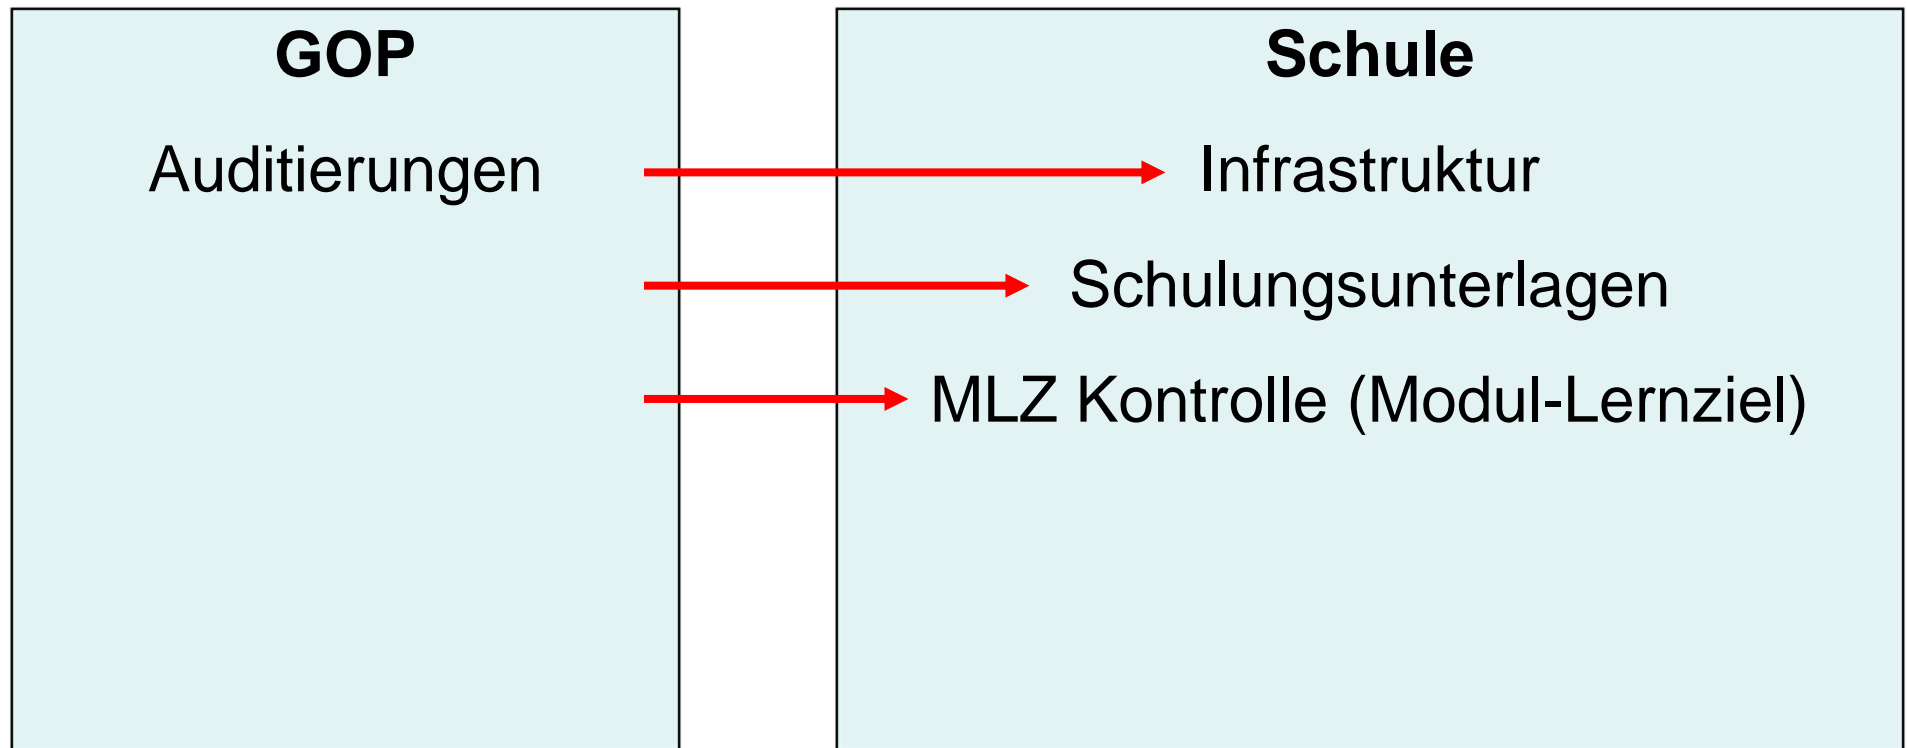 GOP
Auditierungen
Schule
Infrastruktur
Schulungsunterlagen
MLZ Kontrolle (Modul-Lernziel)